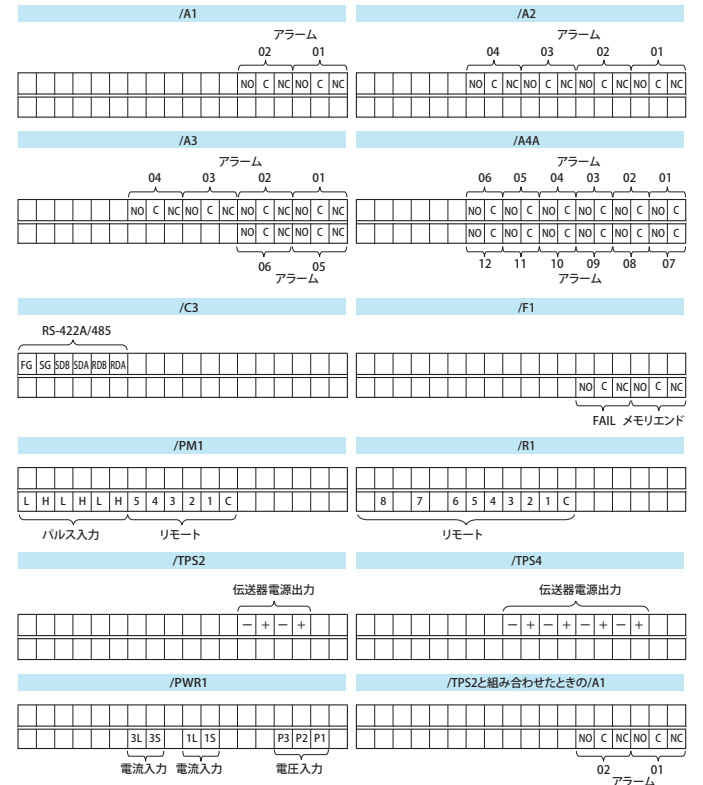 /A1
アラーム
02 01
NO C NC NO C NC
/A2
アラーム
04 03 02 01
NO C NC NO C NC NO C NC NO C NC
/A3
アラーム
04 03 02 01
NO C NC NO C NC NO C NC NO C NC
NO C NC NO C NC
06 05
アラーム
/A4A
アラーム
06 05 04 03 02 01
NO C NO C NO C NO C NO C NO C
NO C NO C NO C NO C NO C NO C
12 11 10 09 08 07
アラーム
/C3
RS-422A/485
FG SG SDB SDA RDB RDA
/F1
NO C NC NO C NC
FAIL メモリエンド
/PM1
L H L H L H 5 4 3 2 1 C
パルス入力 リモート
/R1
8 7 6 5 4 3 2 1 C
リモート
/TPS2
伝送器電源出力
− + − +
/TPS4
伝送器電源出力
− + − + − + − +
/PWR1
3L 3S 1L 1S P3 P2 P1
電流入力 電流入力 電圧入力
/TPS2と組み合わせたときの/A1
NO C NC NO C NC
02 01
アラーム